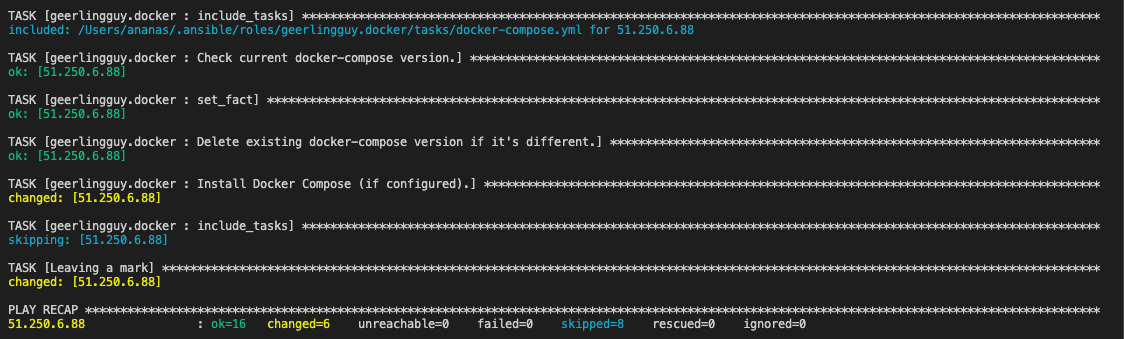 TASK [geerlingguy.docker : include_tasks] ******************************************************************************************************************
included: /Users/ananas/.ansible/roles/geerlingguy.docker/tasks/docker-compose.yml for 51.250.6.88
TASK [geerlingguy.docker : Check current docker-compose version.] ******************************************************************************************
ok: [51.250.6.88]
TASK [geerlingguy.docker : set_fact] ***********************************************************************************************************************
ok: [51.250.6.88]
TASK [geerlingguy.docker : Delete existing docker-compose version if it's different.] **********************************************************************
ok: [51.250.6.88]
TASK [geerlingguy.docker : Install Docker Compose (if configured).] ****************************************************************************************
changed: [51.250.6.88]
TASK [geerlingguy.docker : include_tasks] ******************************************************************************************************************
skipping: [51.250.6.88]
TASK [Leaving a mark] **************************************************************************************************************************************
changed: [51.250.6.88]
PLAY RECAP *************************************************************************************************************************************************
51.250.6.88                : ok=16   changed=6    unreachable=0    failed=0    skipped=8    rescued=0    ignored=0